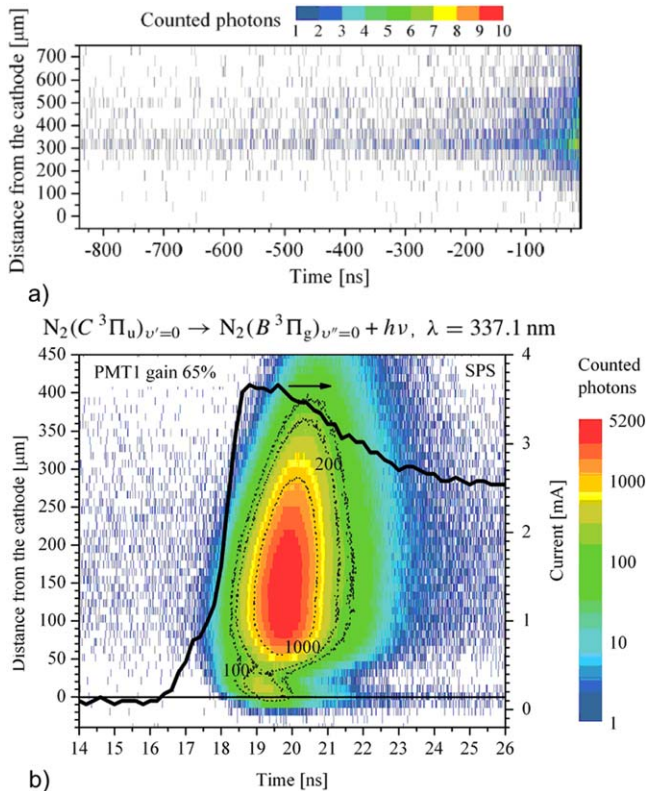 Counted photons
1 2 3 4 5 6 7 8 9 10
Distance from the cathode [µm]
700
600
500
400
300
200
100
0
-800 -700 -600 -500 -400 -300 -200 -100
Time [ns]
a)
N₂(C ³Πᵤ)υ′=0 → N₂(B ³Πg)υ″=0 + hν, λ = 337.1 nm
Distance from the cathode [µm]
450
400
350
300
250
200
150
100
50
0
PMT1 gain 65%
SPS
200
1000
100
4
3
2
1
0
Current [mA]
Counted
photons
5200
1000
100
10
1
14 15 16 17 18 19 20 21 22 23 24 25 26
Time [ns]
b)